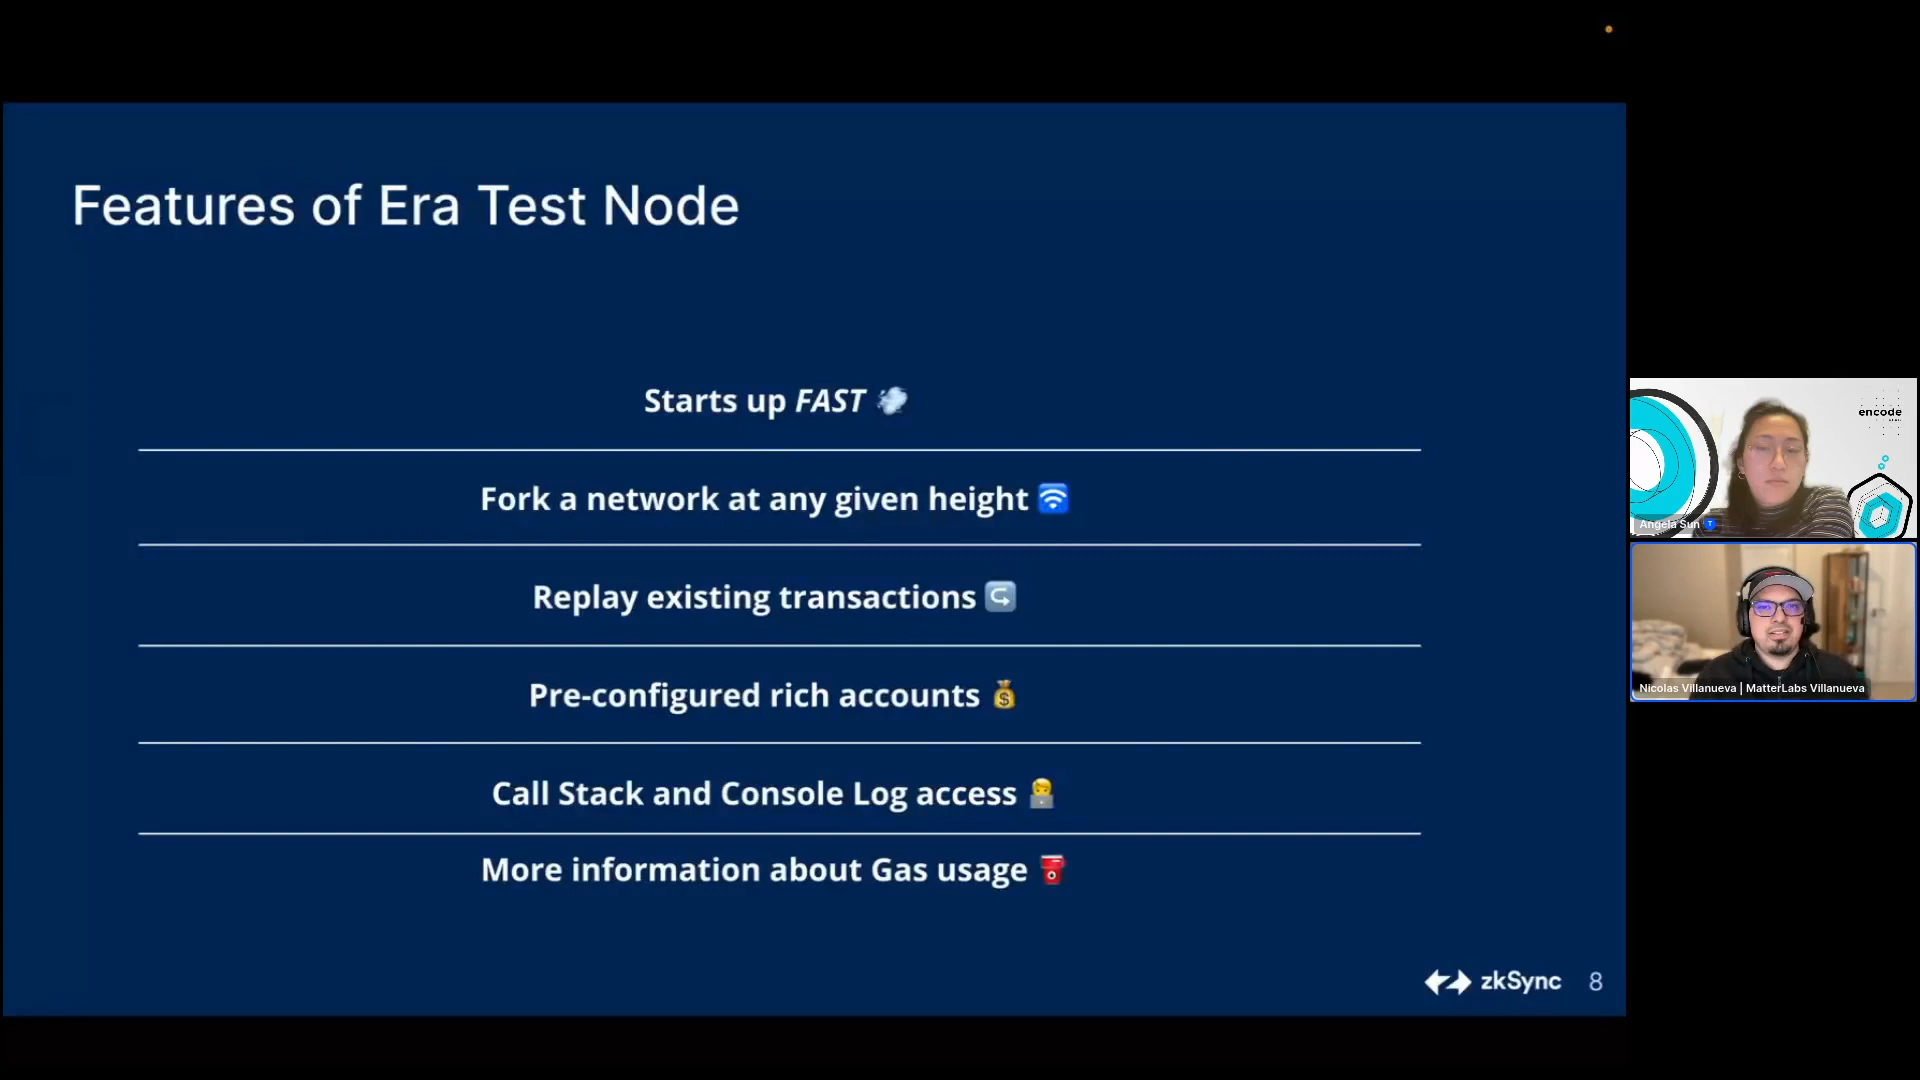 Features of Era Test Node
Starts up FAST 💨
Fork a network at any given height 🛜
Replay existing transactions ↪️
Pre-configured rich accounts 💰
Call Stack and Console Log access 🧑‍💻
More information about Gas usage ⛽
zkSync 8
encode
Angela Sun
Nicolas Villanueva | MatterLabs Villanueva